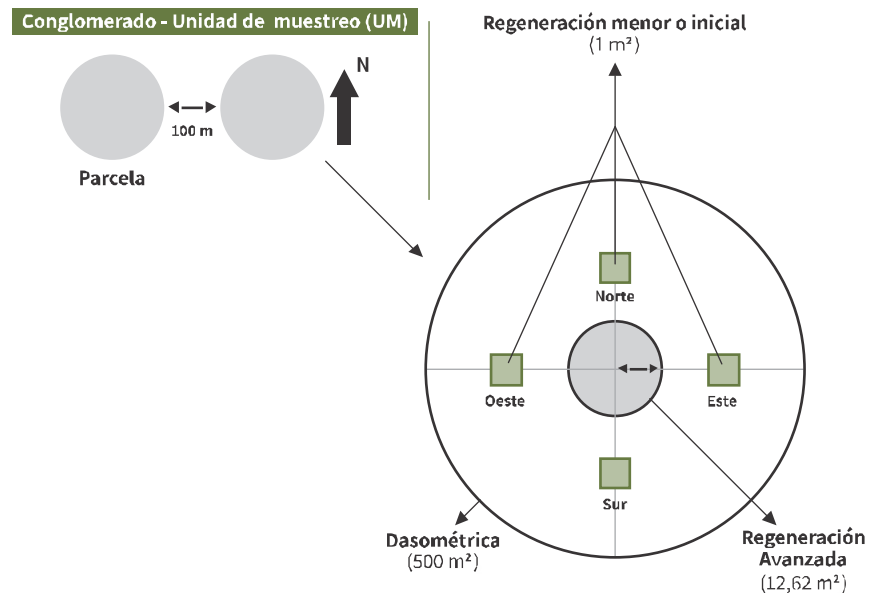 Conglomerado - Unidad de muestreo (UM)
N
100 m
Parcela
Regeneración menor o inicial
(1 m²)
Norte
Oeste
Este
Sur
Dasométrica
(500 m²)
Regeneración
Avanzada
(12,62 m²)